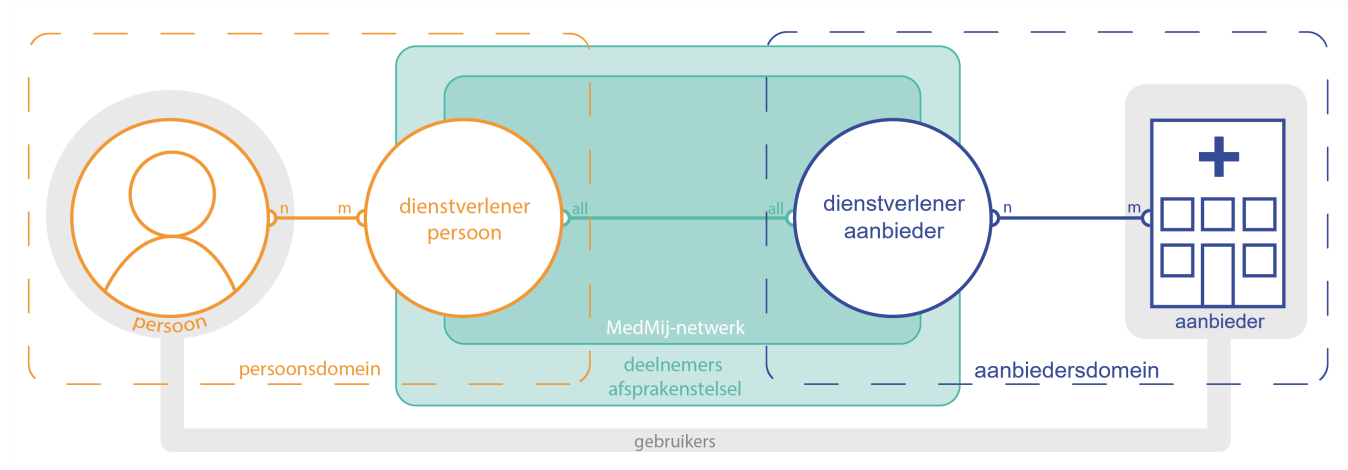 n
m
dienstverlener
persoon
all
all
dienstverlener
aanbieder
n
m
persoon
aanbieder
MedMij-netwerk
persoonsdomein
deelnemers
afsprakenstelsel
aanbiedersdomein
gebruikers